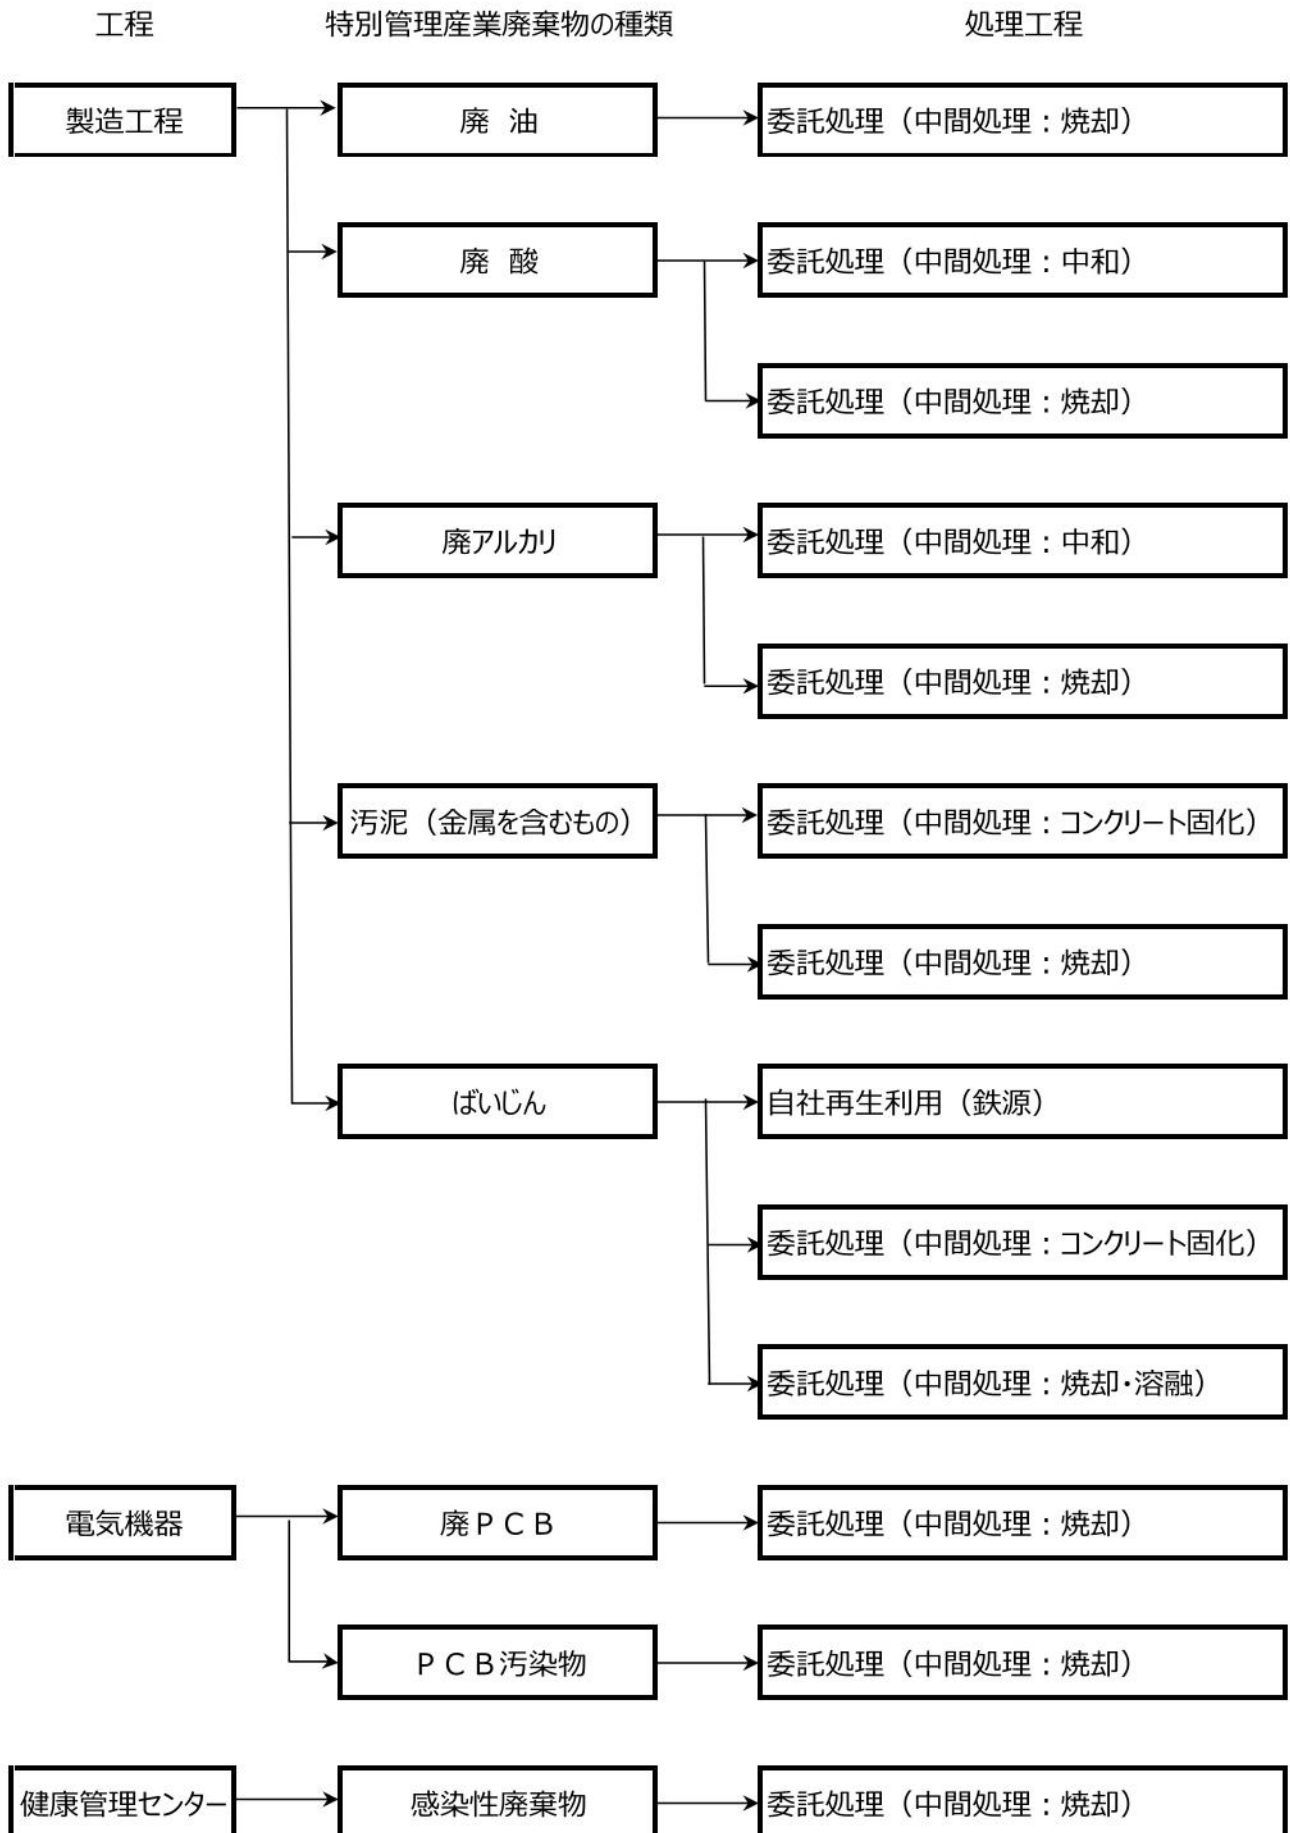 工程 特別管理産業廃棄物の種類 処理工程
製造工程 廃 油 委託処理（中間処理：焼却）
廃 酸 委託処理（中間処理：中和）
委託処理（中間処理：焼却）
廃アルカリ 委託処理（中間処理：中和）
委託処理（中間処理：焼却）
汚泥（金属を含むもの） 委託処理（中間処理：コンクリート固化）
委託処理（中間処理：焼却）
ばいじん 自社再生利用（鉄源）
委託処理（中間処理：コンクリート固化）
委託処理（中間処理：焼却・溶融）
電気機器 廃ＰＣＢ 委託処理（中間処理：焼却）
ＰＣＢ汚染物 委託処理（中間処理：焼却）
健康管理センター 感染性廃棄物 委託処理（中間処理：焼却）